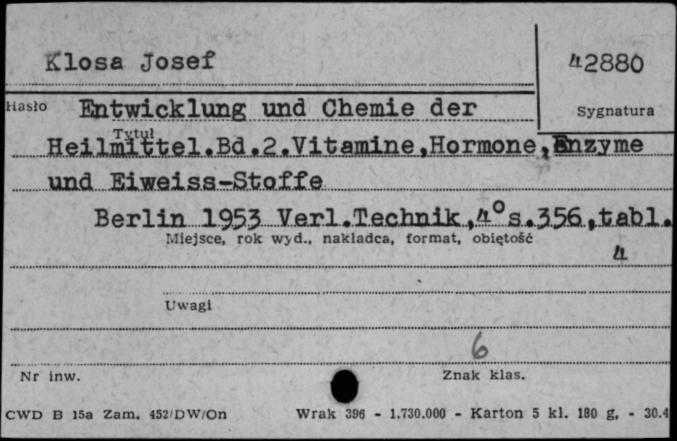 Klosa Josef
42880
Hasło Entwicklung und Chemie der
Sygnatura
Tytuł
Heilmittel.Bd.2.Vitamine,Hormone,Enzyme
und Eiweiss-Stoffe
Berlin 1953 Verl.Technik,4°s.356,tabl.
Miejsce, rok wyd., nakładca, format, objętość
4
Uwagi
6
Nr inw.
Znak klas.
CWD B 15a Zam. 452/DW/On Wrak 396 - 1.730.000 - Karton 5 kl. 180 g. - 30.4